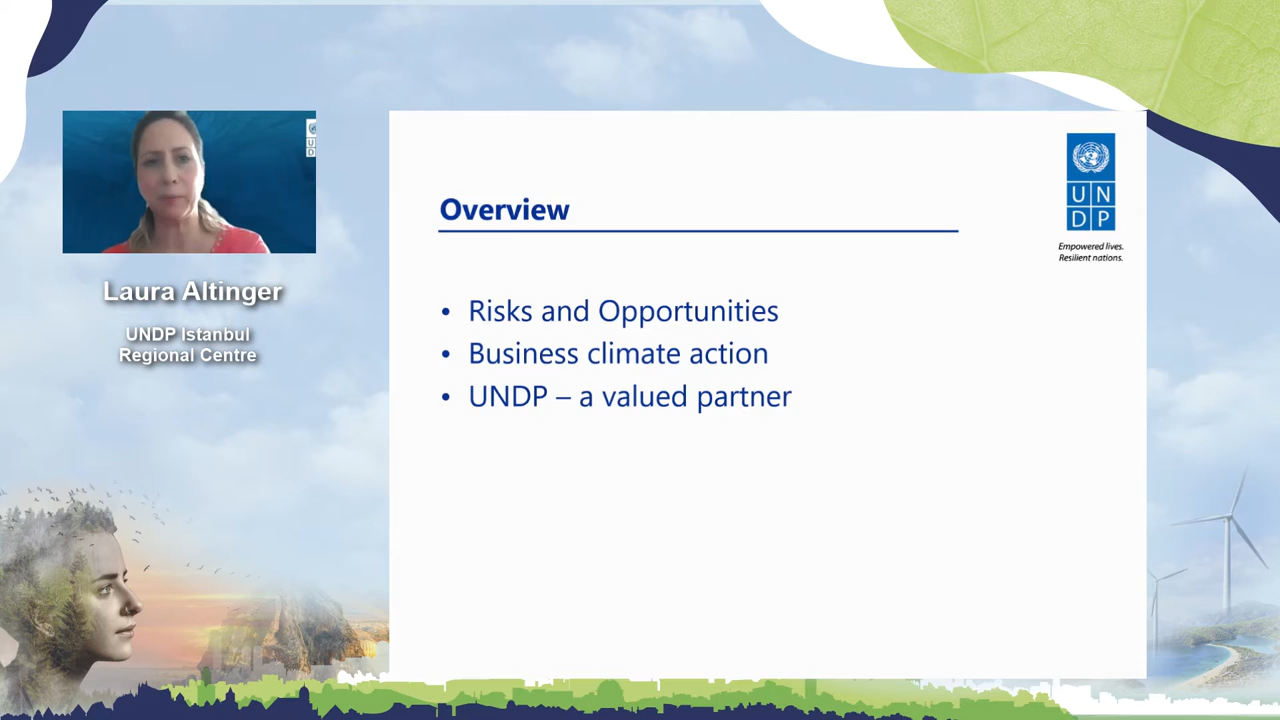 Laura Altinger
UNDP Istanbul
Regional Centre
Overview
• Risks and Opportunities
• Business climate action
• UNDP – a valued partner
U N
D P
Empowered lives.
Resilient nations.
U
D